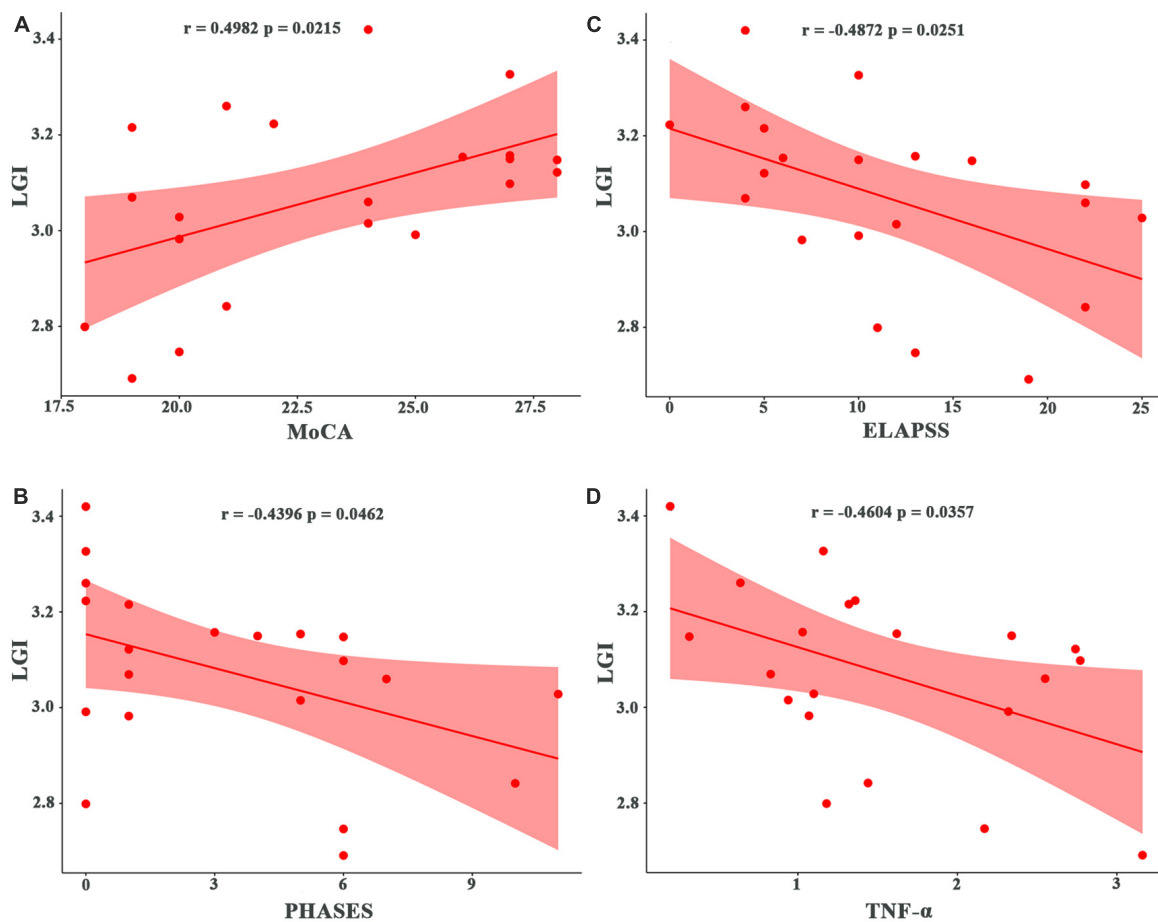 A
r = 0.4982 p = 0.0215
3.4
3.2
3.0
2.8
LGI
17.5 20.0 22.5 25.0 27.5
MoCA
B
r = -0.4396 p = 0.0462
3.4
3.2
3.0
2.8
LGI
0 3 6 9
PHASES
C
r = -0.4872 p = 0.0251
3.4
3.2
3.0
2.8
LGI
0 5 10 15 20 25
ELAPSS
D
r = -0.4604 p = 0.0357
3.4
3.2
3.0
2.8
LGI
1 2 3
TNF-α